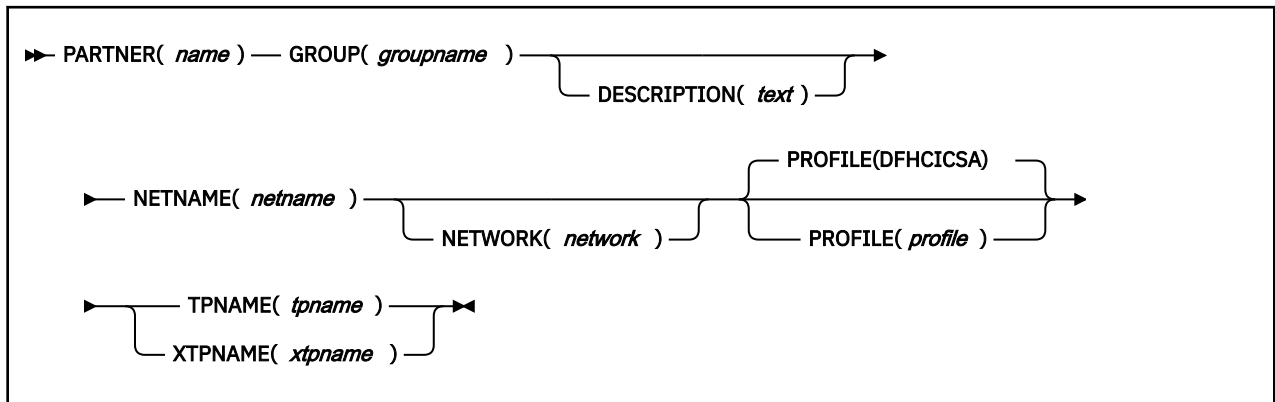 PARTNER( name ) GROUP( groupname )
DESCRIPTION( text )
PROFILE(DFHCICSA)
NETNAME( netname )
NETWORK( network ) PROFILE( profile )
TPNAME( tpname )
XTPNAME( xtpname )